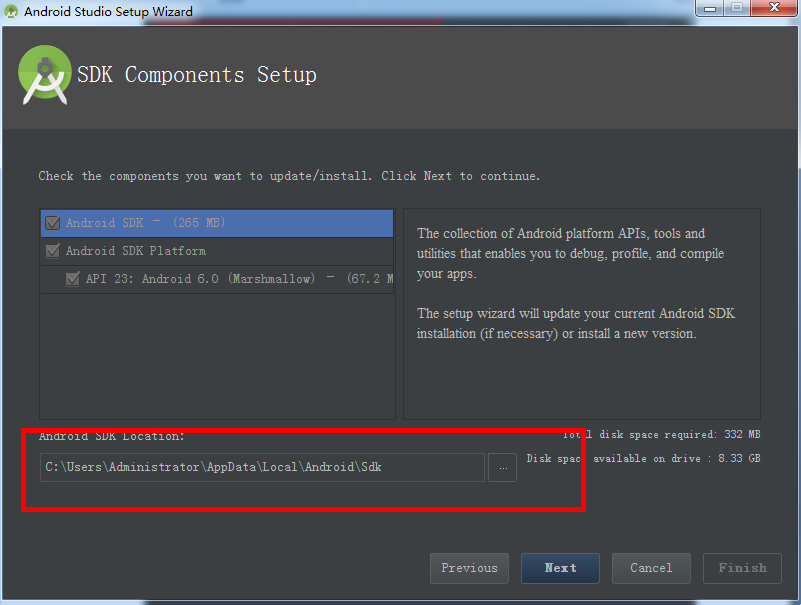 Android Studio Setup Wizard
SDK Components Setup
Check the components you want to update/install. Click Next to continue.
Android SDK - (265 MB)
Android SDK Platform
API 23: Android 6.0 (Marshmallow) - (67.2 M
The collection of Android platform APIs, tools and
utilities that enables you to debug, profile, and compile
your apps.
The setup wizard will update your current Android SDK
installation (if necessary) or install a new version.
Android SDK Location:
Total disk space required: 332 MB
C:\Users\Administrator\AppData\Local\Android\Sdk
...
Disk space available on drive : 8.33 GB
Previous
Next
Cancel
Finish